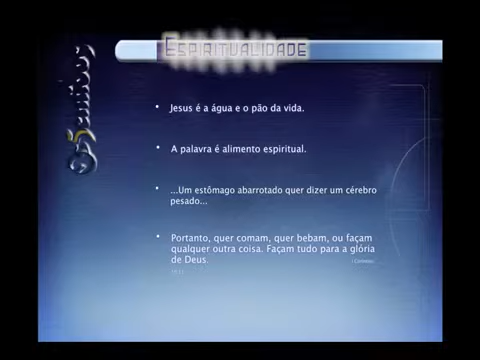 ESPIRITUALIDADE
• Jesus é a água e o pão da vida.
• A palavra é alimento espiritual.
• ...Um estômago abarrotado quer dizer um cérebro
pesado...
• Portanto, quer comam, quer bebam, ou façam
qualquer outra coisa. Façam tudo para a glória
de Deus.